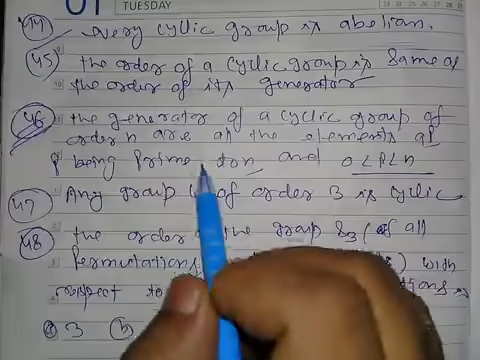 01 TUESDAY
44) every cyclic group is abelian.
45) the order of a cyclic group is same as
the order of its generator
46) the generator of a cyclic group of
order n are all the elements aP
P being prime to n and 0<P<n
47) Any group of order 3 is cyclic
48) the order the group S3 (of all
Permutations with
respect to
3 (b)